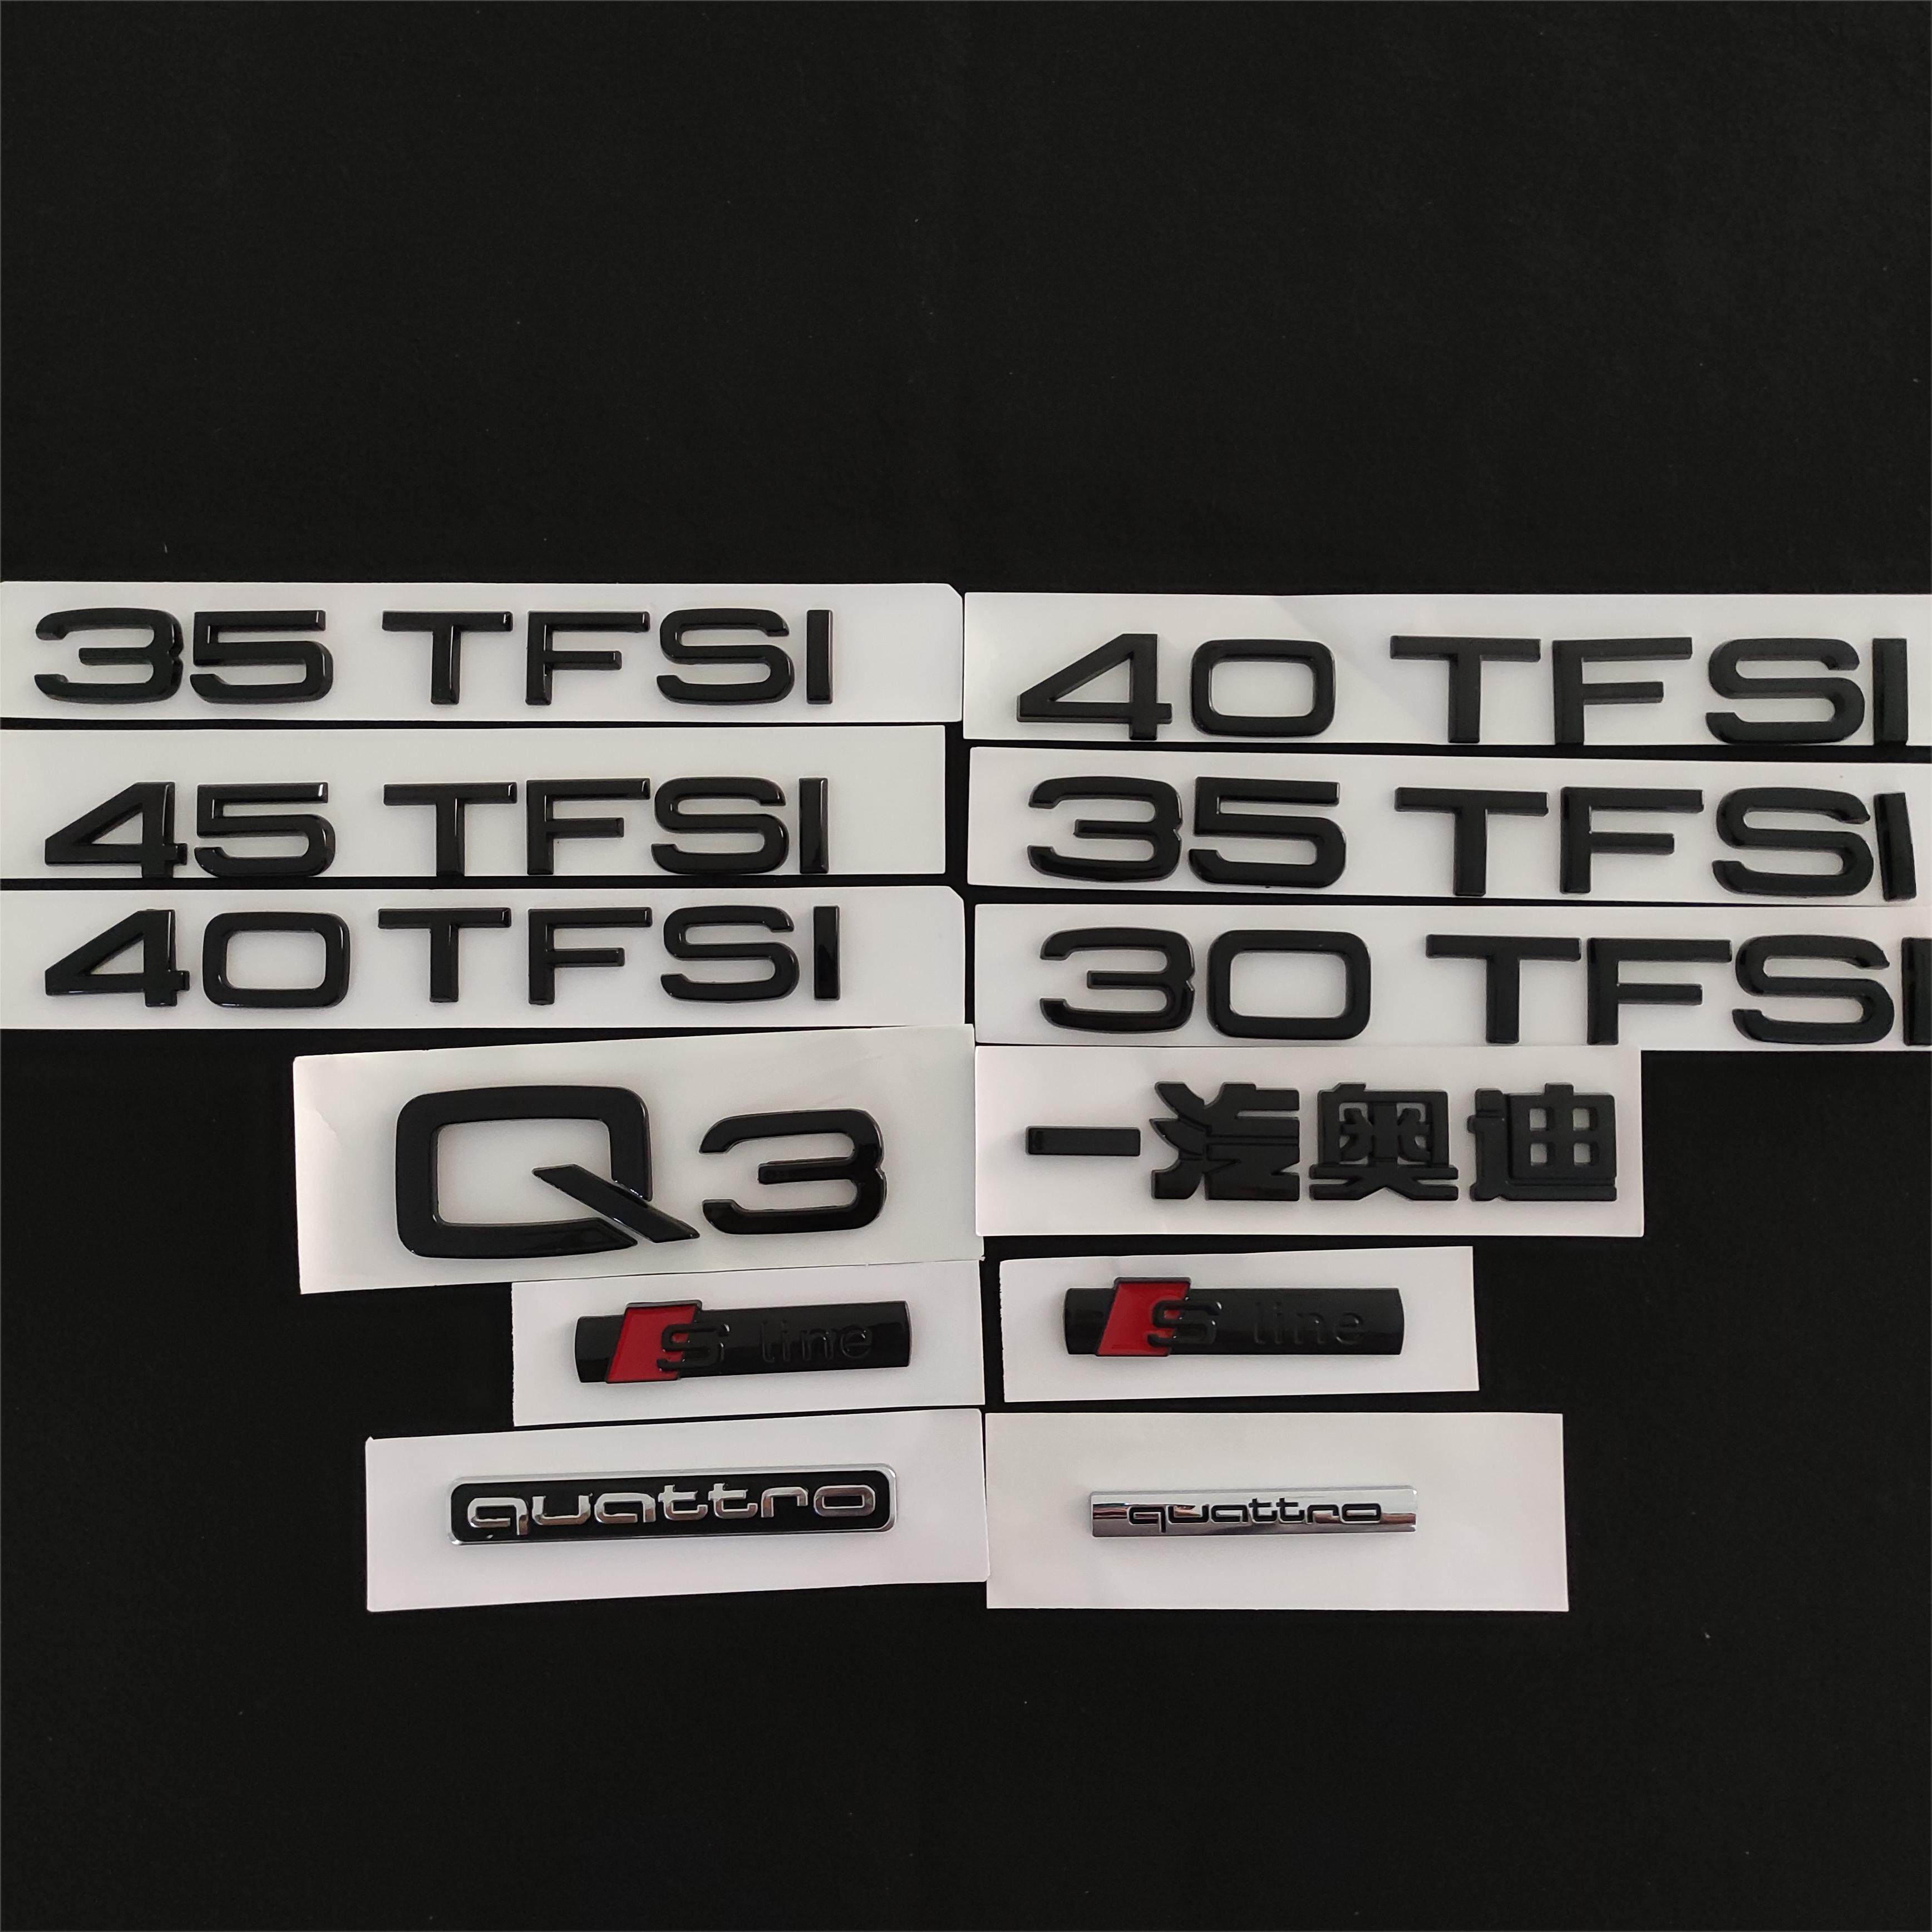 35 TFSI
40 TFSI
45 TFSI
35 TFSI
40 TFSI
30 TFSI
Q3
一汽奥迪
S line
S line
quattro
quattro